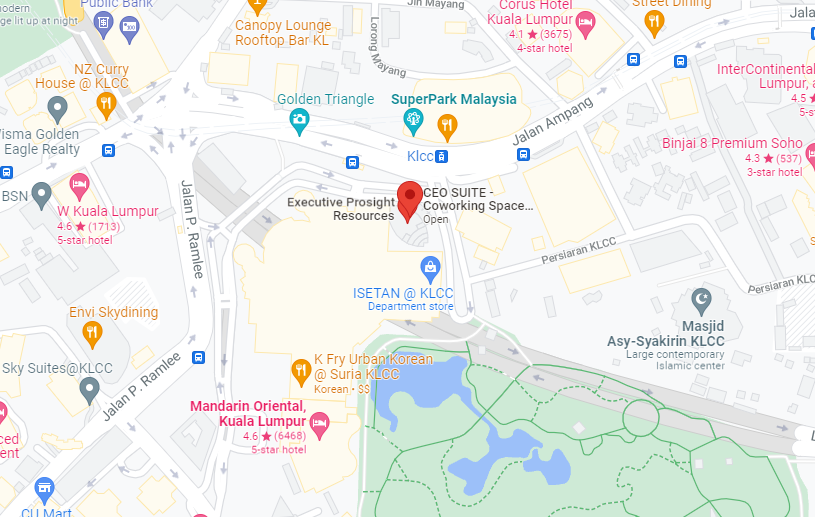 Public Bank
modern
ge lit up at night
Canopy Lounge
Rooftop Bar KL
Jln Mayang
Lorong Mayang
Corus Hotel
Kuala Lumpur
4.1 ★ (3675)
4-star hotel
Street Dining
Jala
NZ Curry
House @ KLCC
Golden Triangle
SuperPark Malaysia
Jalan Ampang
InterContinental
Lumpur, a
4.5
5-st
Visma Golden
Eagle Realty
Klcc
Binjai 8 Premium Soho
4.3 ★ (537)
3-star hotel
BSN
W Kuala Lumpur
4.6 ★ (1713)
5-star hotel
Jalan P. Ramlee
Executive Prosight
Resources
CEO SUITE -
Coworking Space...
Open
Persiaran KLCC
Persiaran KLCC
ISETAN @ KLCC
Department store
Envi Skydining
Masjid
Asy-Syakirin KLCC
Large contemporary
Islamic center
Sky Suites@KLCC
Jalan P. Ramlee
K Fry Urban Korean
@ Suria KLCC
Korean • $$
Mandarin Oriental,
Kuala Lumpur
4.6 ★ (6468)
5-star hotel
ced
ent
CU Mart